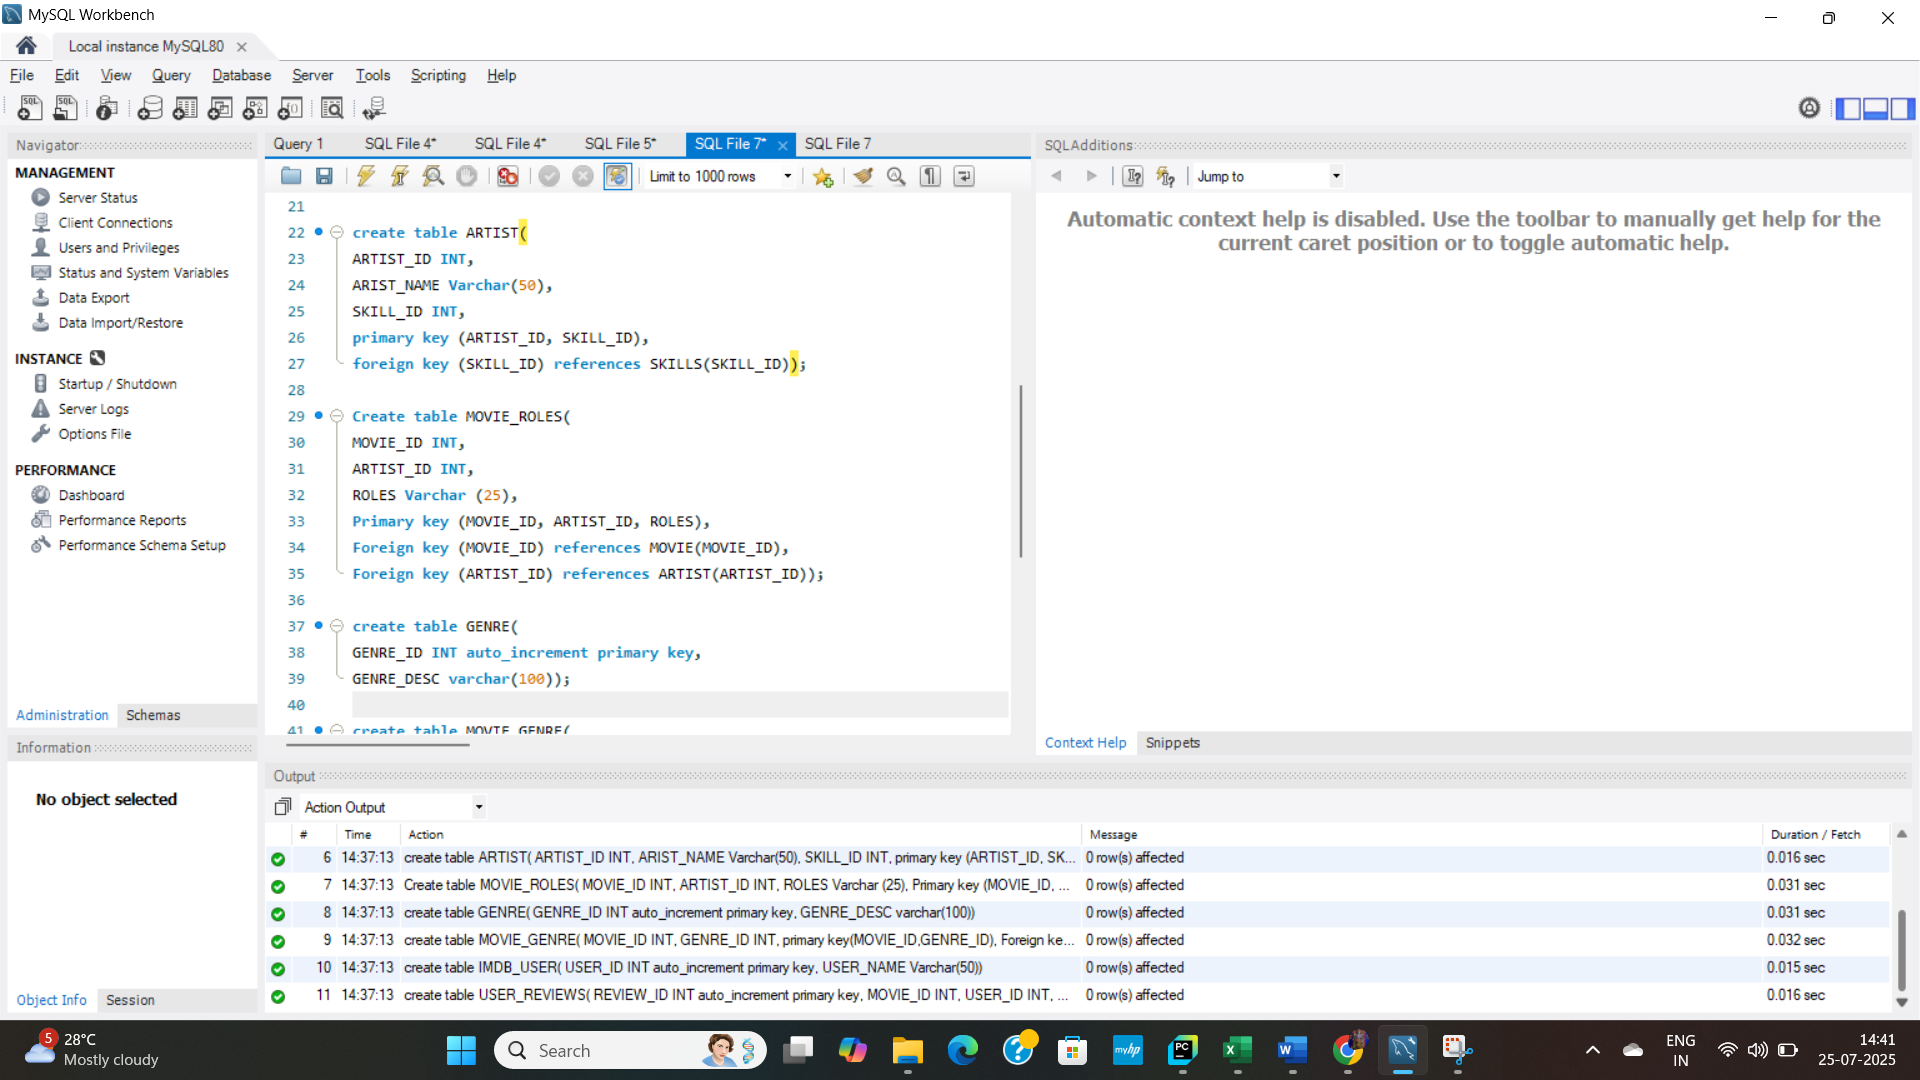 MySQL Workbench
Local instance MySQL80
File Edit View Query Database Server Tools Scripting Help
Navigator
MANAGEMENT
Server Status
Client Connections
Users and Privileges
Status and System Variables
Data Export
Data Import/Restore
INSTANCE
Startup / Shutdown
Server Logs
Options File
PERFORMANCE
Dashboard
Performance Reports
Performance Schema Setup
Administration Schemas
Information
No object selected
Object Info Session
Query 1 SQL File 4* SQL File 4* SQL File 5* SQL File 7* SQL File 7
Limit to 1000 rows
21
22 create table ARTIST(
23 ARTIST_ID INT,
24 ARIST_NAME Varchar(50),
25 SKILL_ID INT,
26 primary key (ARTIST_ID, SKILL_ID),
27 foreign key (SKILL_ID) references SKILLS(SKILL_ID));
28
29 Create table MOVIE_ROLES(
30 MOVIE_ID INT,
31 ARTIST_ID INT,
32 ROLES Varchar (25),
33 Primary key (MOVIE_ID, ARTIST_ID, ROLES),
34 Foreign key (MOVIE_ID) references MOVIE(MOVIE_ID),
35 Foreign key (ARTIST_ID) references ARTIST(ARTIST_ID));
36
37 create table GENRE(
38 GENRE_ID INT auto_increment primary key,
39 GENRE_DESC varchar(100));
40
41 create table MOVIE_GENRE(
SQLAdditions
Jump to
Automatic context help is disabled. Use the toolbar to manually get help for the
current caret position or to toggle automatic help.
Context Help Snippets
Output
Action Output
# Time Action Message Duration / Fetch
6 14:37:13 create table ARTIST( ARTIST_ID INT, ARIST_NAME Varchar(50), SKILL_ID INT, primary key (ARTIST_ID, SK... 0 row(s) affected 0.016 sec
7 14:37:13 Create table MOVIE_ROLES( MOVIE_ID INT, ARTIST_ID INT, ROLES Varchar (25), Primary key (MOVIE_ID, ... 0 row(s) affected 0.031 sec
8 14:37:13 create table GENRE( GENRE_ID INT auto_increment primary key, GENRE_DESC varchar(100)) 0 row(s) affected 0.031 sec
9 14:37:13 create table MOVIE_GENRE( MOVIE_ID INT, GENRE_ID INT, primary key(MOVIE_ID,GENRE_ID), Foreign ke... 0 row(s) affected 0.032 sec
10 14:37:13 create table IMDB_USER( USER_ID INT auto_increment primary key, USER_NAME Varchar(50)) 0 row(s) affected 0.015 sec
11 14:37:13 create table USER_REVIEWS( REVIEW_ID INT auto_increment primary key, MOVIE_ID INT, USER_ID INT, ... 0 row(s) affected 0.016 sec
5 28°C
Mostly cloudy
Search
myhp
PC
ENG
IN
14:41
25-07-2025